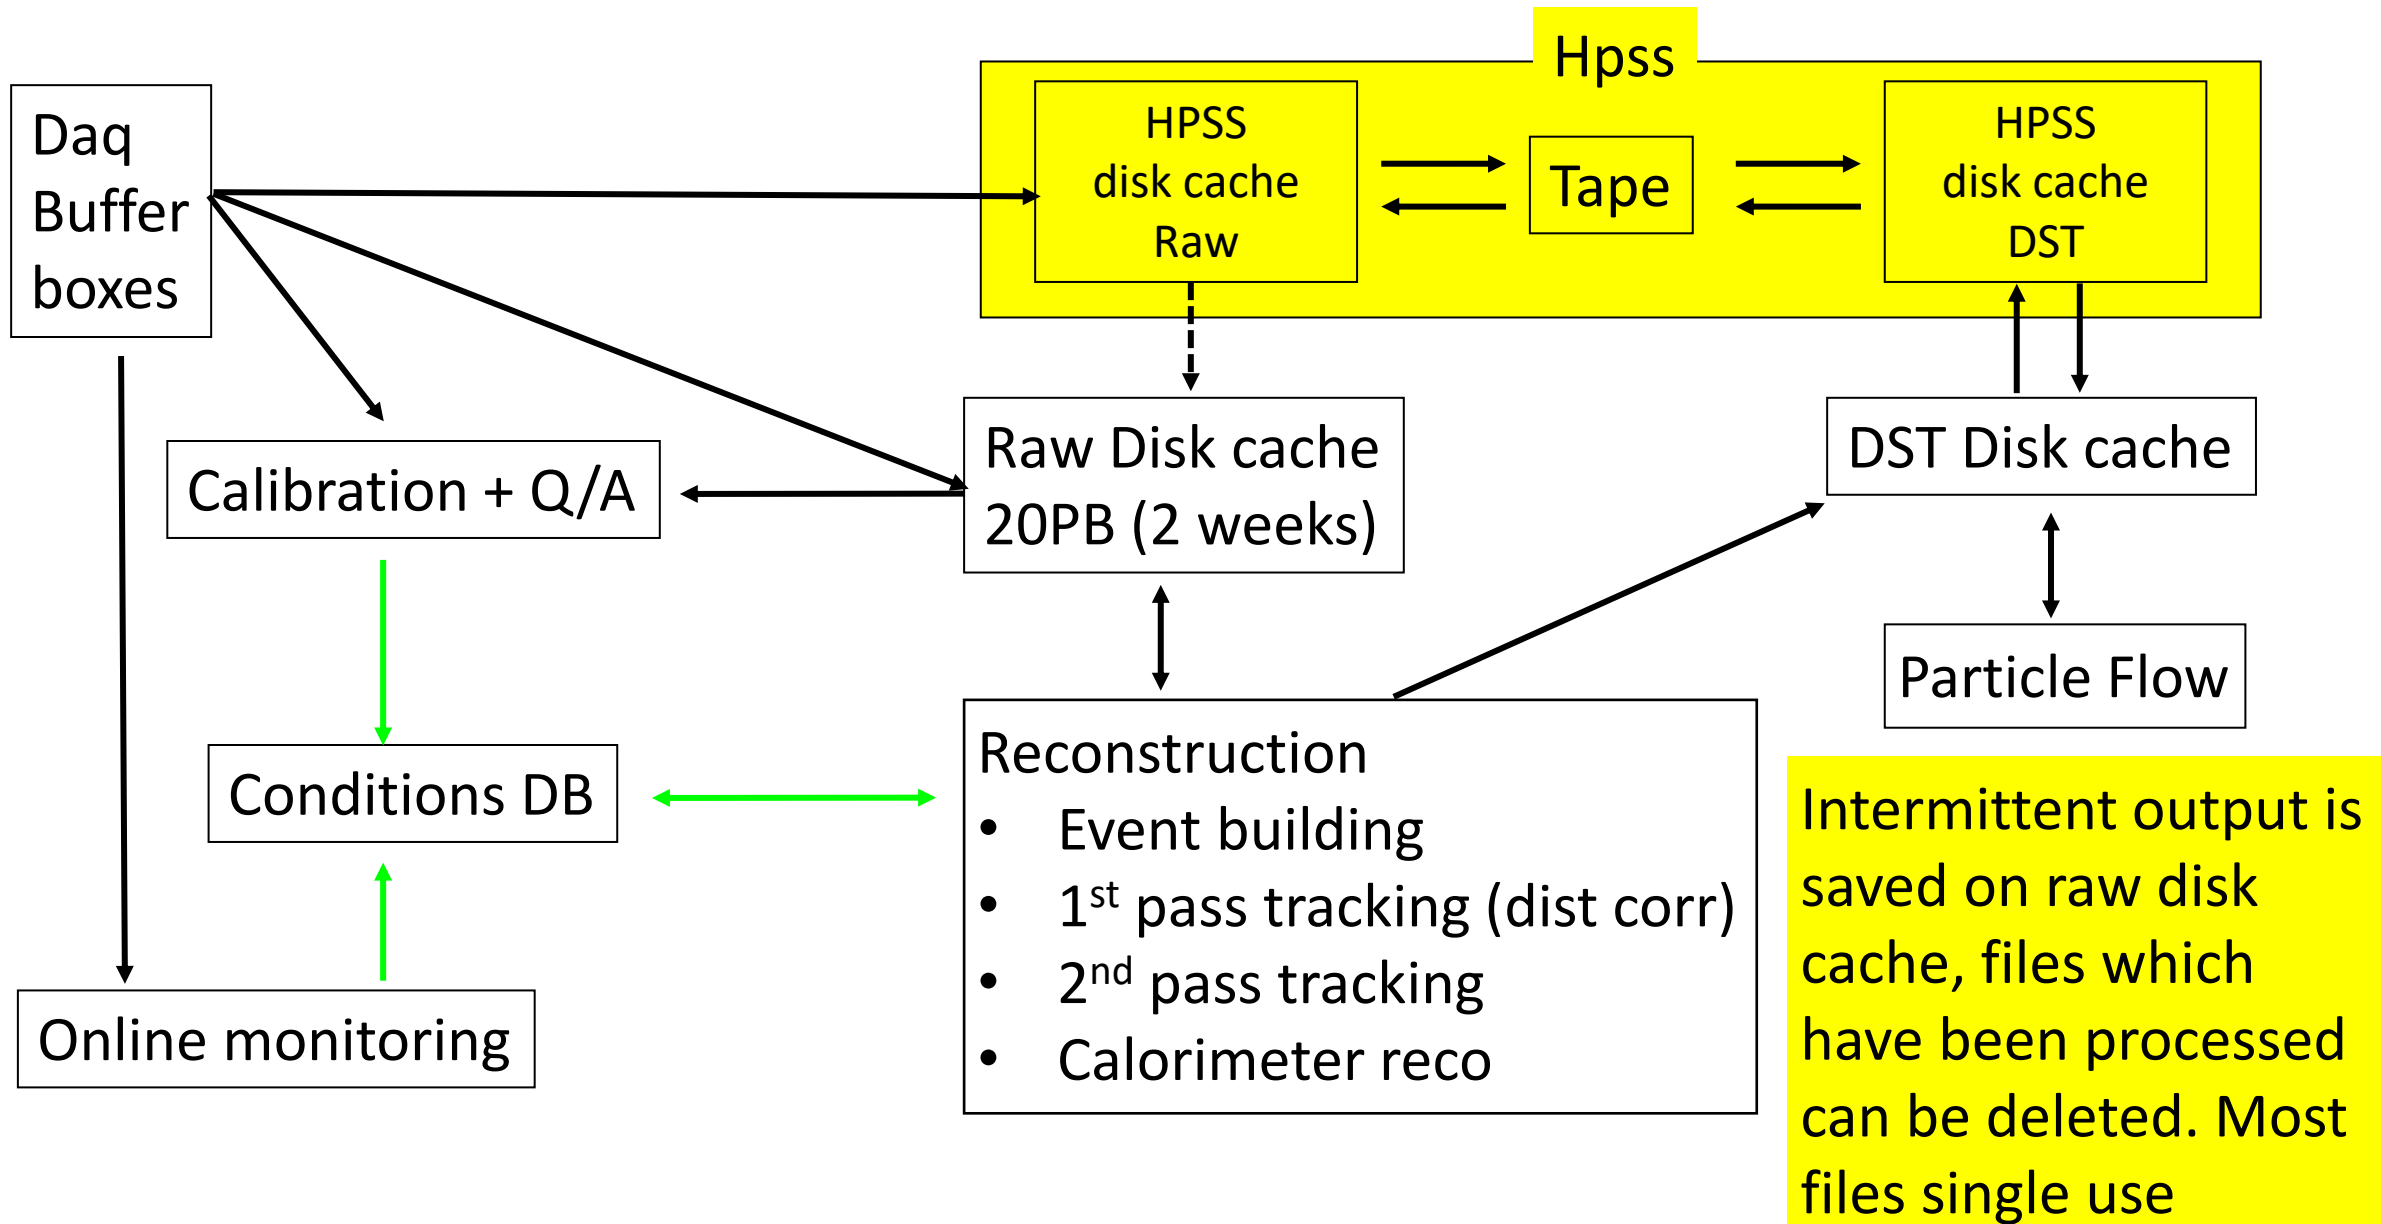 Hpss
Daq
Buffer
boxes
HPSS
disk cache
Raw
Tape
HPSS
disk cache
DST
Calibration + Q/A
Raw Disk cache
20PB (2 weeks)
DST Disk cache
Particle Flow
Conditions DB
Reconstruction
• Event building
• 1st pass tracking (dist corr)
• 2nd pass tracking
• Calorimeter reco
Online monitoring
Intermittent output is
saved on raw disk
cache, files which
have been processed
can be deleted. Most
files single use